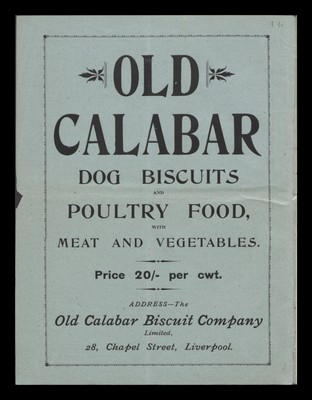 OLD
CALABAR
DOG BISCUITS
AND
POULTRY FOOD,
WITH
MEAT AND VEGETABLES.
Price 20/- per cwt.
ADDRESS—The
Old Calabar Biscuit Company
Limited,
28, Chapel Street, Liverpool.